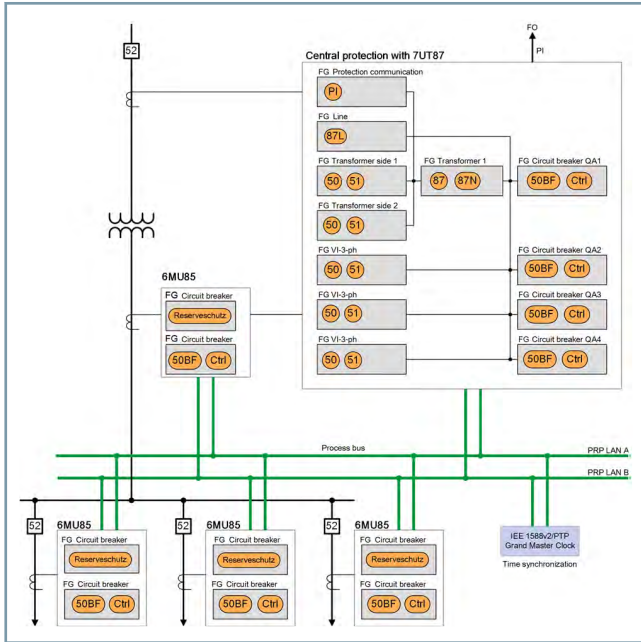 FO
PI
52
Central protection with 7UT87
FG Protection communication
PI
FG Line
87L
FG Transformer side 1
50 51
FG Transformer 1
87 87N
FG Circuit breaker QA1
50BF Ctrl
FG Transformer side 2
50 51
FG VI-3-ph
50 51
FG Circuit breaker QA2
50BF Ctrl
FG VI-3-ph
50 51
FG Circuit breaker QA3
50BF Ctrl
FG VI-3-ph
50 51
FG Circuit breaker QA4
50BF Ctrl
6MU85
FG Circuit breaker
Reserveschutz
FG Circuit breaker
50BF Ctrl
Process bus
PRP LAN A
PRP LAN B
52
6MU85
FG Circuit breaker
Reserveschutz
FG Circuit breaker
50BF Ctrl
52
6MU85
FG Circuit breaker
Reserveschutz
FG Circuit breaker
50BF Ctrl
52
6MU85
FG Circuit breaker
Reserveschutz
FG Circuit breaker
50BF Ctrl
IEE 1588v2/PTP
Grand Master Clock
Time synchronization